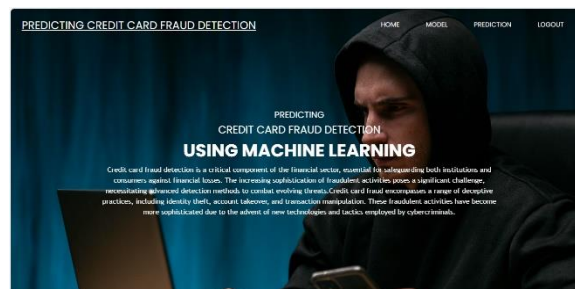 PREDICTING CREDIT CARD FRAUD DETECTION
HOME MODEL PREDICTION LOGOUT
PREDICTING
CREDIT CARD FRAUD DETECTION
USING MACHINE LEARNING
Credit card fraud detection is a critical component of the financial sector, essential for safeguarding both institutions and
consumers against financial losses. The increasing sophistication of fraudulent activities poses a significant challenge,
necessitating advanced detection methods to combat evolving threats.Credit card fraud encompasses a range of deceptive
practices, including identity theft, account takeover, and transaction manipulation. These fraudulent activities have become
more sophisticated due to the advent of new technologies and tactics employed by cybercriminals.